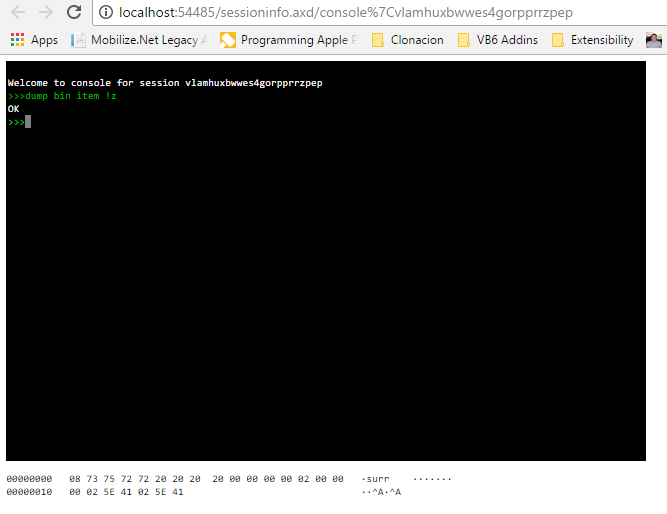 localhost:54485/sessioninfo.axd/console%7Cvlamhuxbwwes4gorpprrzpep
Apps Mobilize.Net Legacy Programming Apple Clonacion VB6 Addins Extensibility
Welcome to console for session vlamhuxbwwes4gorpprrzpep
>>>dump bin item !z
OK
>>>
00000000 08 73 75 72 72 20 20 20 20 00 00 00 00 02 00 00 ·surr ·······
00000010 00 02 5E 41 02 5E 41 ··^A·^A